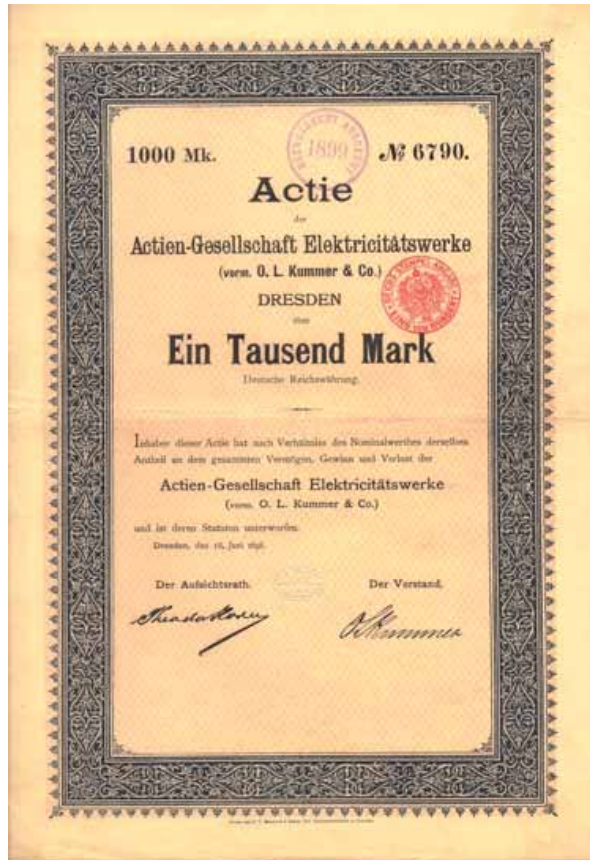 1000 Mk.
№ 6790.
1899
Actie
der
Actien-Gesellschaft Elektricitätswerke
(vorm. O. L. Kummer & Co.)
DRESDEN
über
Ein Tausend Mark
Deutsche Reichswährung.
Inhaber dieser Actie hat nach Verhältniss des Nominalwerthes derselben
Antheil an dem gesammten Vermögen, Gewinn und Verlust der
Actien-Gesellschaft Elektricitätswerke
(vorm. O. L. Kummer & Co.)
und ist deren Statuten unterworfen.
Dresden, den Juni
Der Aufsichtsrath.
Der Vorstand.
O L Kummer